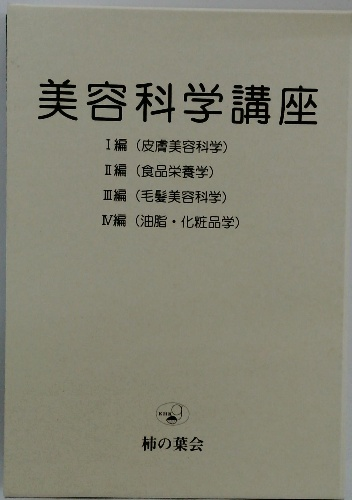 美容科学講座
Ⅰ編（皮膚美容科学）
Ⅱ編（食品栄養学）
Ⅲ編（毛髪美容科学）
Ⅳ編（油脂・化粧品学）
柿の葉会